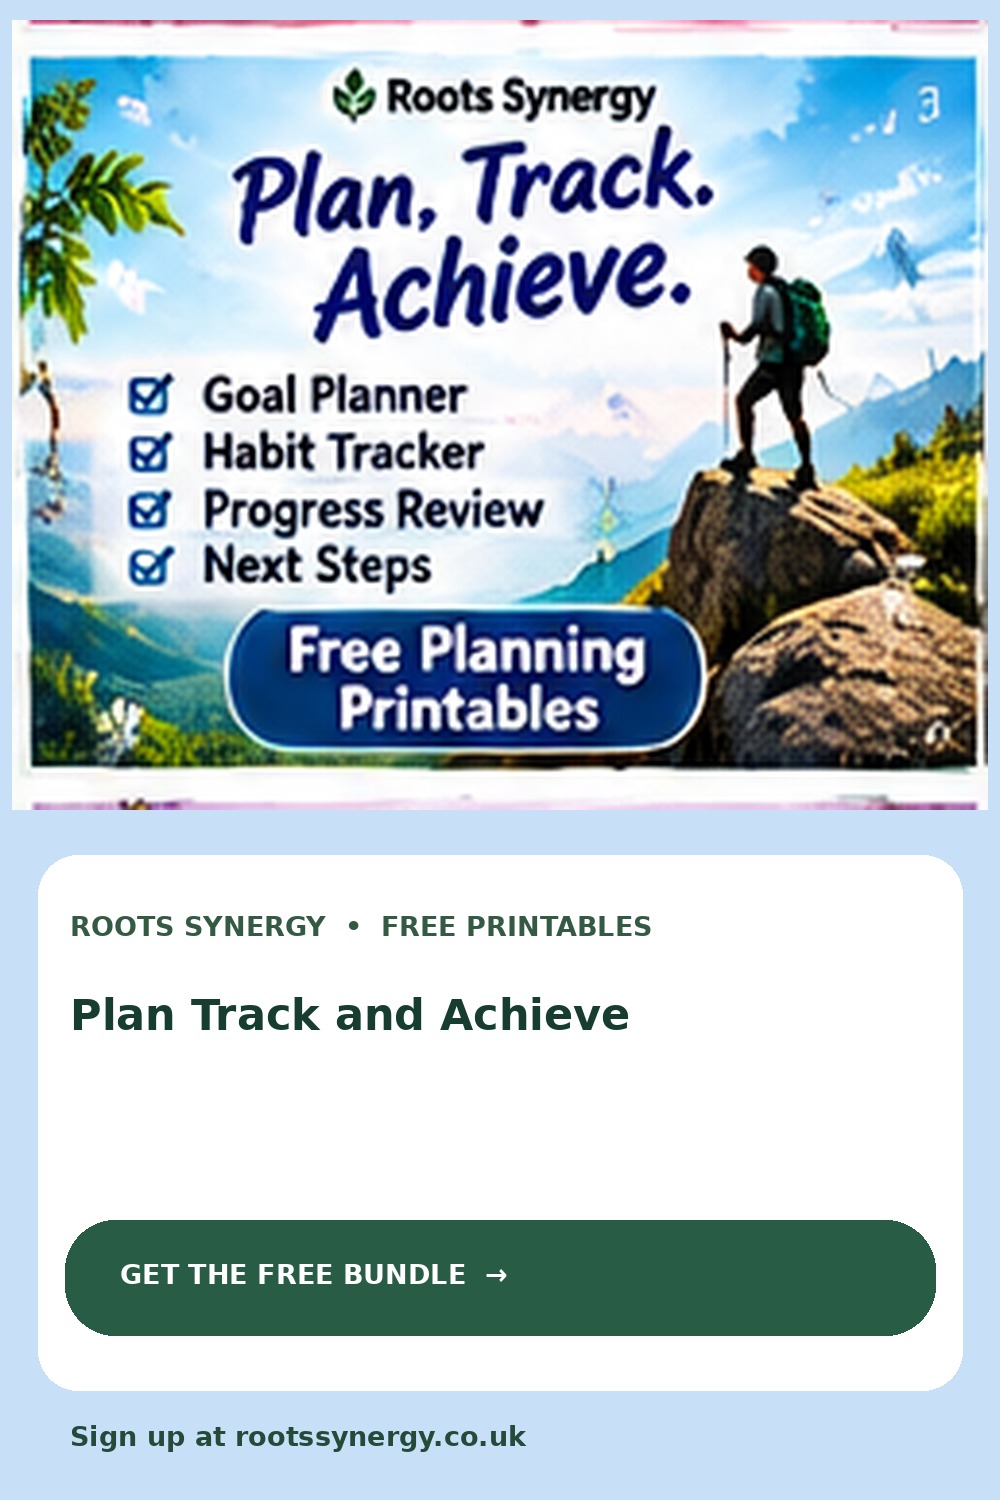 Roots Synergy
Plan, Track.
Achieve.
Goal Planner
Habit Tracker
Progress Review
Next Steps
Free Planning
Printables
ROOTS SYNERGY • FREE PRINTABLES
Plan Track and Achieve
GET THE FREE BUNDLE →
Sign up at rootssynergy.co.uk